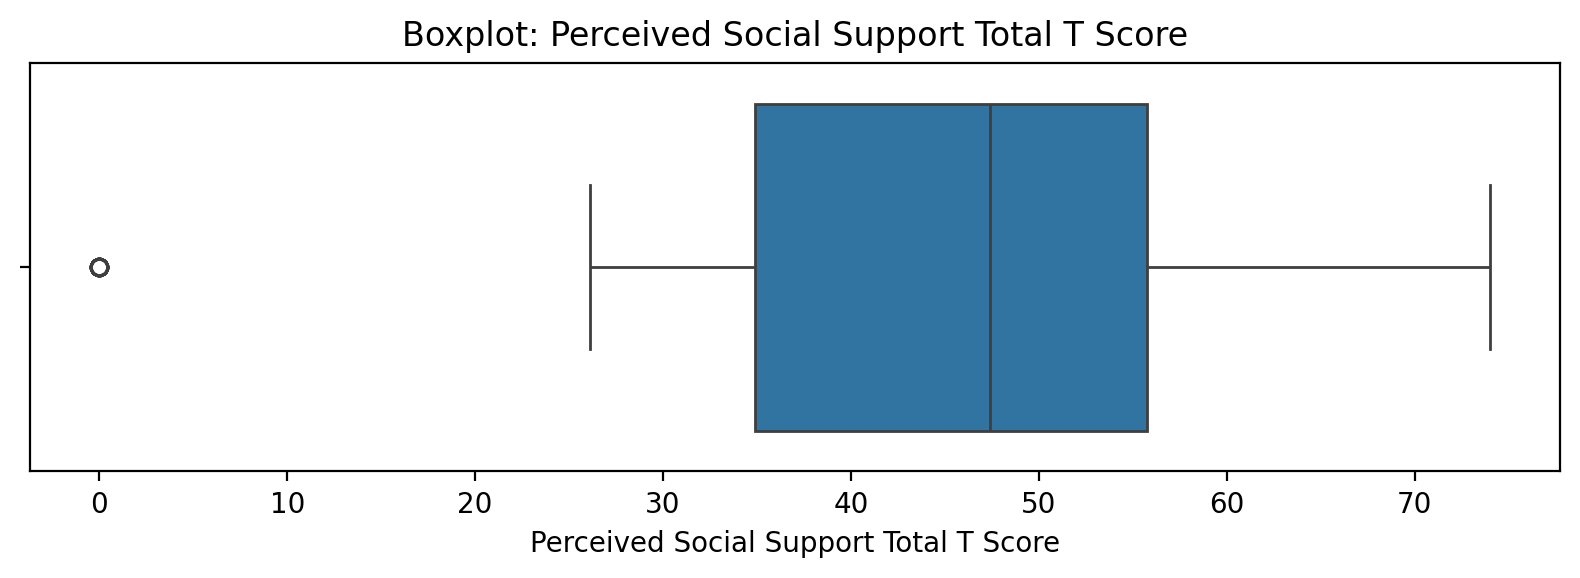 Boxplot: Perceived Social Support Total T Score
0 10 20 30 40 50 60 70
Perceived Social Support Total T Score